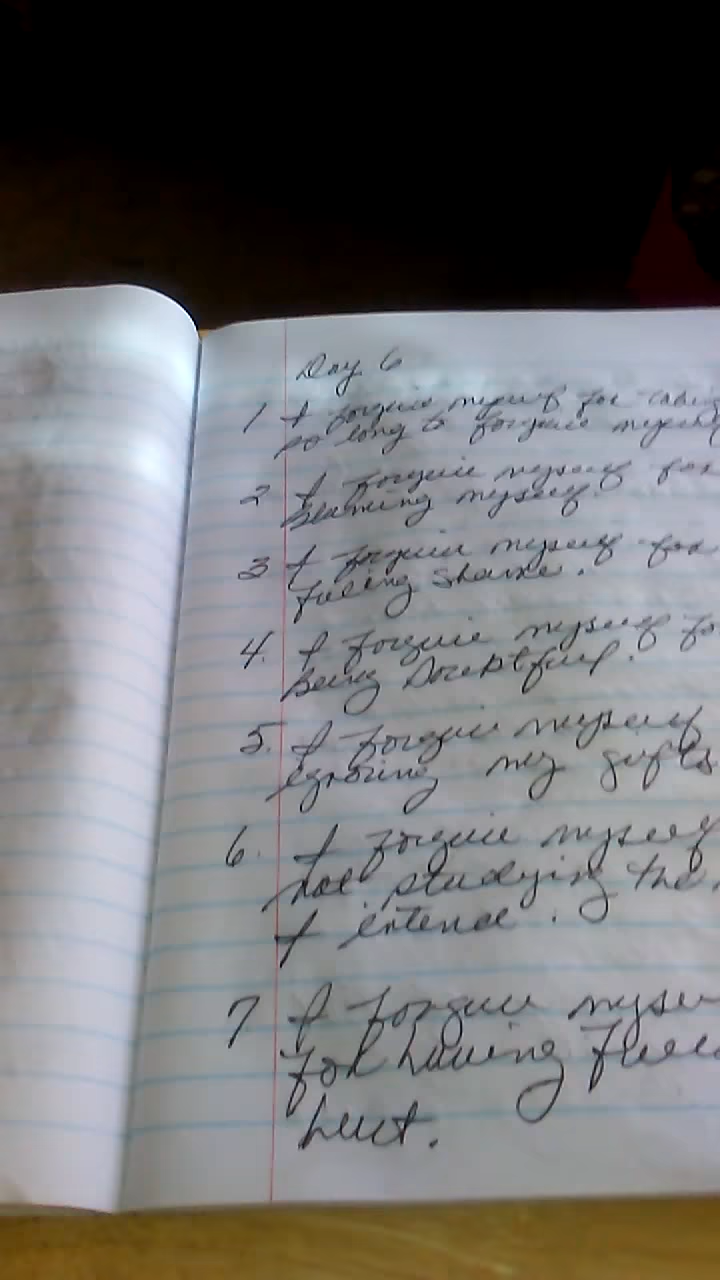 Day 6
1 I forgive myself for taking
so long to forgive myself
2 I forgive myself for
Blaming myself.
3 I forgive myself for
feeling Shame.
4. I forgive myself for
Being Doubtful.
5. I forgive myself
ignoring my gifts
6. I forgive myself
not studying the
I intend.
7 I forgive myself
for having
hurt.